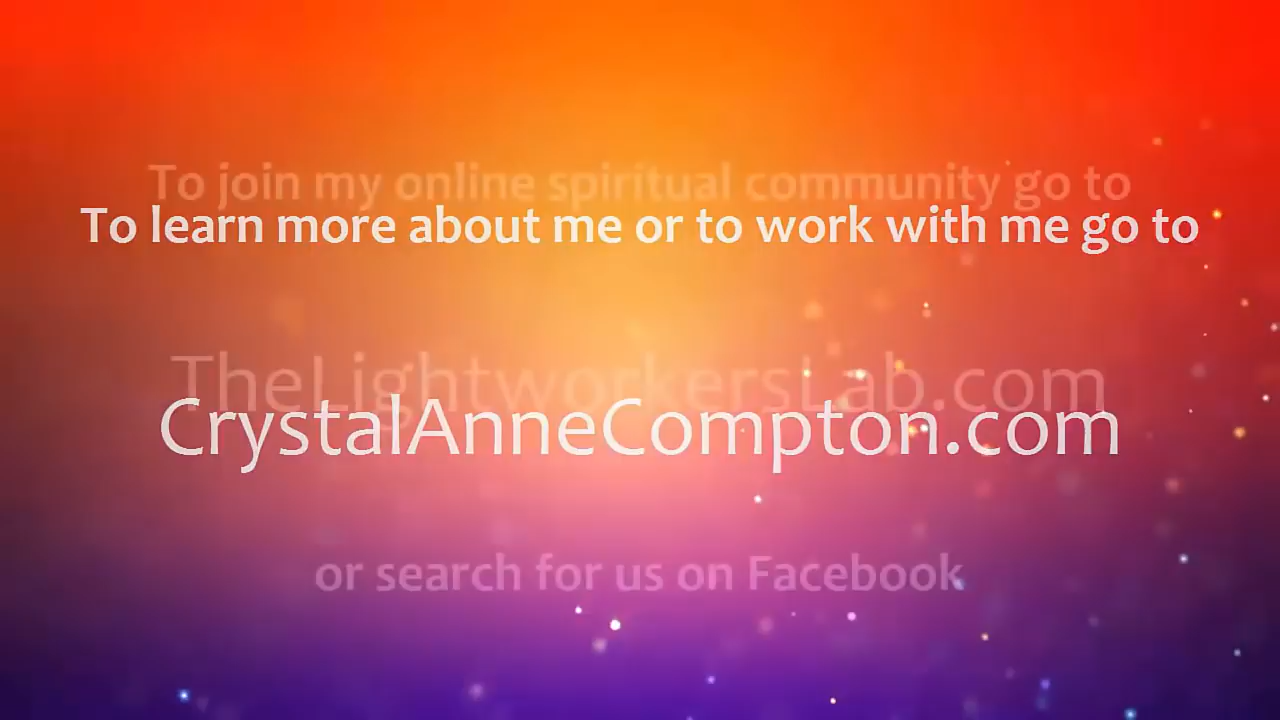 To join my online spiritual community go to
To learn more about me or to work with me go to
TheLightworkersLab.com
CrystalAnneCompton.com
or search for us on Facebook